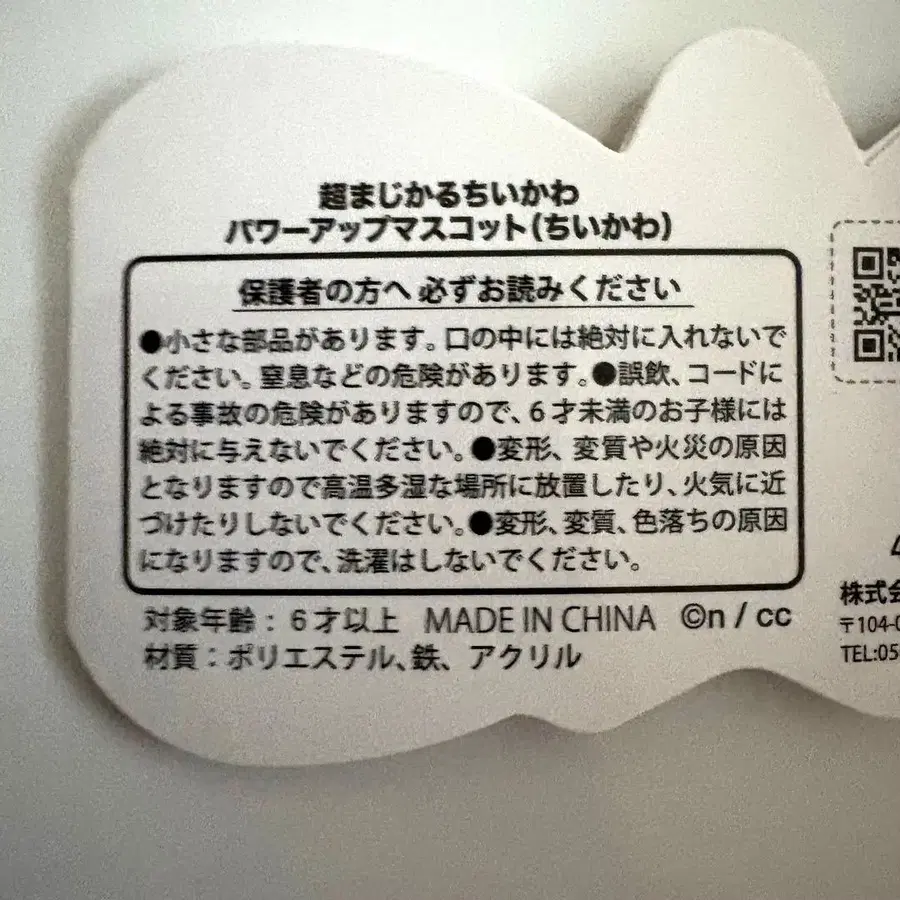 超まじかるちいかわ
パワーアップマスコット(ちいかわ)
保護者の方へ 必ずお読みください
●小さな部品があります。口の中には絶対に入れないで
ください。窒息などの危険があります。●誤飲、コードに
よる事故の危険がありますので、6才未満のお子様には
絶対に与えないでください。●変形、変質や火災の原因
となりますので高温多湿な場所に放置したり、火気に近
づけたりしないでください。●変形、変質、色落ちの原因
になりますので、洗濯はしないでください。
対象年齢:6才以上 MADE IN CHINA ©n / cc
材質:ポリエステル、鉄、アクリル
株式会
〒104-0
TEL:05